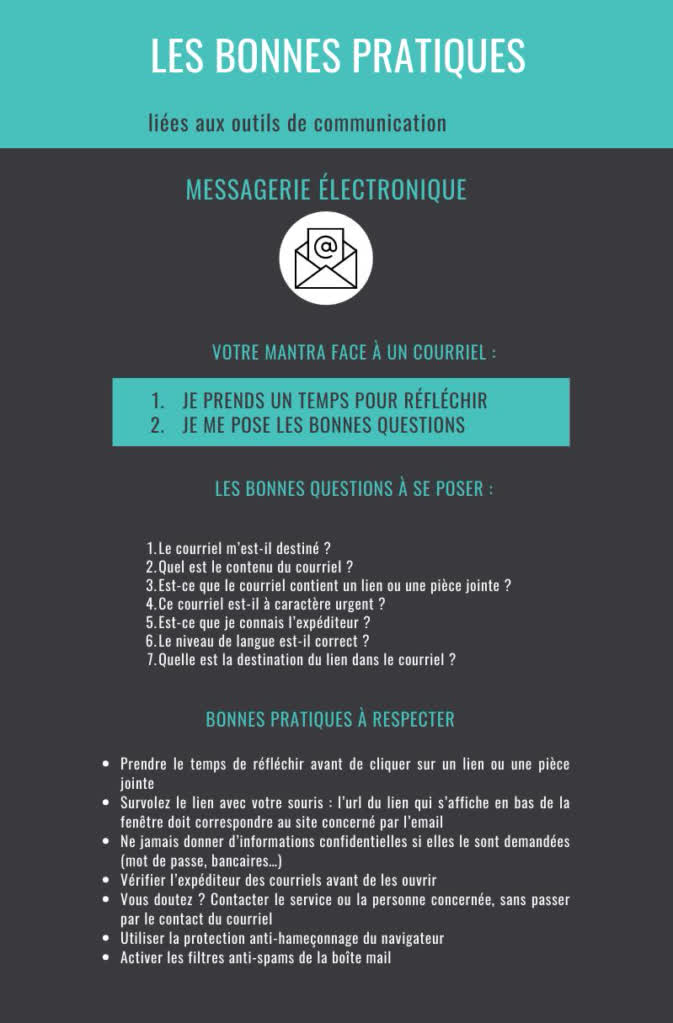 LES BONNES PRATIQUES
liées aux outils de communication
MESSAGERIE ÉLECTRONIQUE
@
VOTRE MANTRA FACE À UN COURRIEL :
1. JE PRENDS UN TEMPS POUR RÉFLÉCHIR
2. JE ME POSE LES BONNES QUESTIONS
LES BONNES QUESTIONS À SE POSER :
1. Le courriel m'est-il destiné ?
2. Quel est le contenu du courriel ?
3. Est-ce que le courriel contient un lien ou une pièce jointe ?
4. Ce courriel est-il à caractère urgent ?
5. Est-ce que je connais l'expéditeur ?
6. Le niveau de langue est-il correct ?
7. Quelle est la destination du lien dans le courriel ?
BONNES PRATIQUES À RESPECTER
• Prendre le temps de réfléchir avant de cliquer sur un lien ou une pièce
jointe
• Survolez le lien avec votre souris : l'url du lien qui s'affiche en bas de la
fenêtre doit correspondre au site concerné par l'email
• Ne jamais donner d'informations confidentielles si elles le sont demandées
(mot de passe, bancaires...)
• Vérifier l'expéditeur des courriels avant de les ouvrir
• Vous doutez ? Contacter le service ou la personne concernée, sans passer
par le contact du courriel
• Utiliser la protection anti-hameçonnage du navigateur
• Activer les filtres anti-spams de la boîte mail